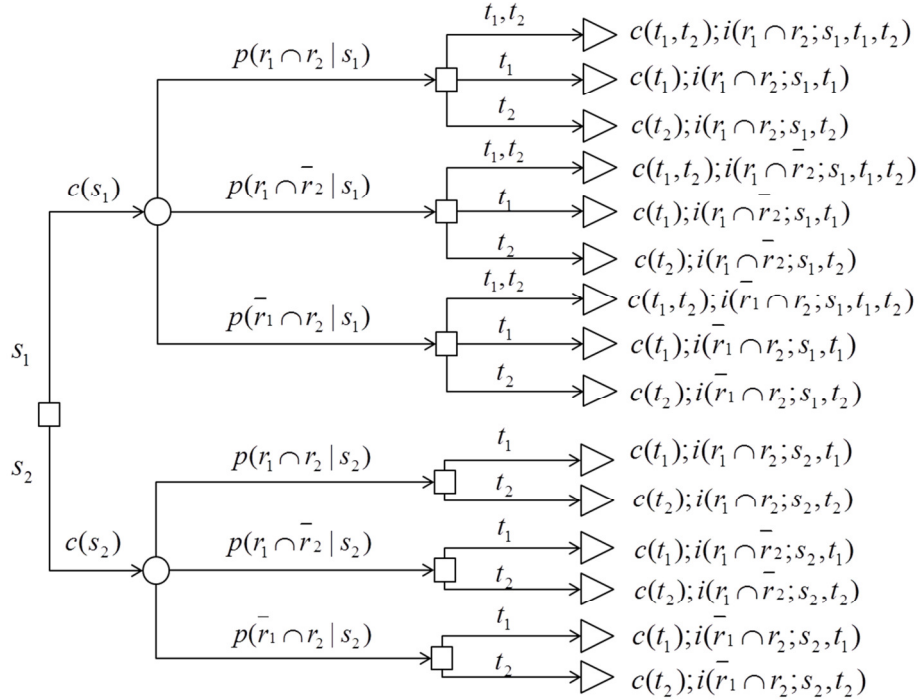 t₁,t₂ c(t₁,t₂);i(r₁∩r₂;s₁,t₁,t₂)
p(r₁∩r₂|s₁) t₁ c(t₁);i(r₁∩r₂;s₁,t₁)
t₂ c(t₂);i(r₁∩r₂;s₁,t₂)
t₁,t₂ c(t₁,t₂);i(r₁∩r̄₂;s₁,t₁,t₂)
c(s₁) p(r₁∩r̄₂|s₁) t₁ c(t₁);i(r₁∩r̄₂;s₁,t₁)
t₂ c(t₂);i(r₁∩r̄₂;s₁,t₂)
t₁,t₂ c(t₁,t₂);i(r̄₁∩r₂;s₁,t₁,t₂)
s₁ p(r̄₁∩r₂|s₁) t₁ c(t₁);i(r̄₁∩r₂;s₁,t₁)
t₂ c(t₂);i(r̄₁∩r₂;s₁,t₂)
s₂ p(r₁∩r₂|s₂) t₁ c(t₁);i(r₁∩r₂;s₂,t₁)
t₂ c(t₂);i(r₁∩r₂;s₂,t₂)
c(s₂) p(r₁∩r̄₂|s₂) t₁ c(t₁);i(r₁∩r̄₂;s₂,t₁)
t₂ c(t₂);i(r₁∩r̄₂;s₂,t₂)
p(r̄₁∩r₂|s₂) t₁ c(t₁);i(r̄₁∩r₂;s₂,t₁)
t₂ c(t₂);i(r̄₁∩r₂;s₂,t₂)